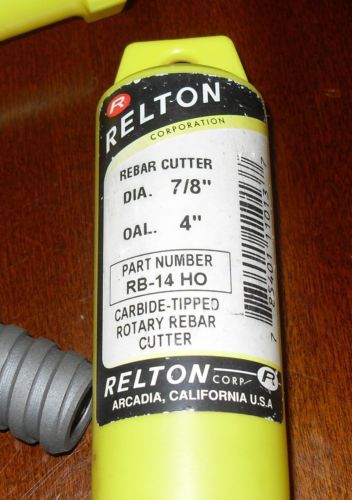 R
RELTON
CORPORATION
REBAR CUTTER
DIA. 7/8"
OAL. 4"
PART NUMBER
RB-14 HO
CARBIDE-TIPPED
ROTARY REBAR
CUTTER
RELTON CORP R
ARCADIA, CALIFORNIA U.S.A